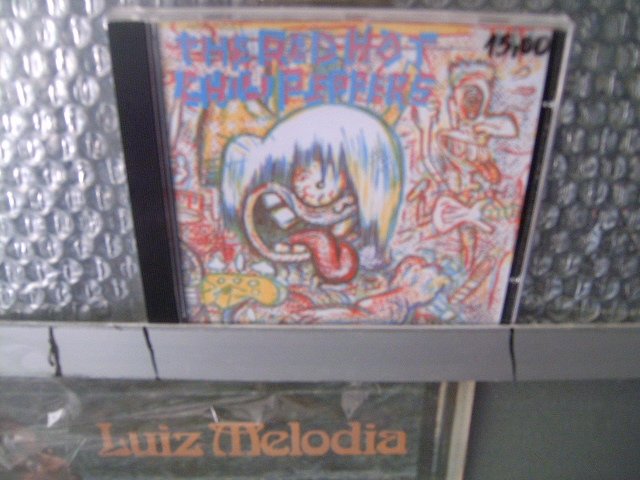 THE RED HOT
CHILI PEPPERS
15,00
Luiz Melodia